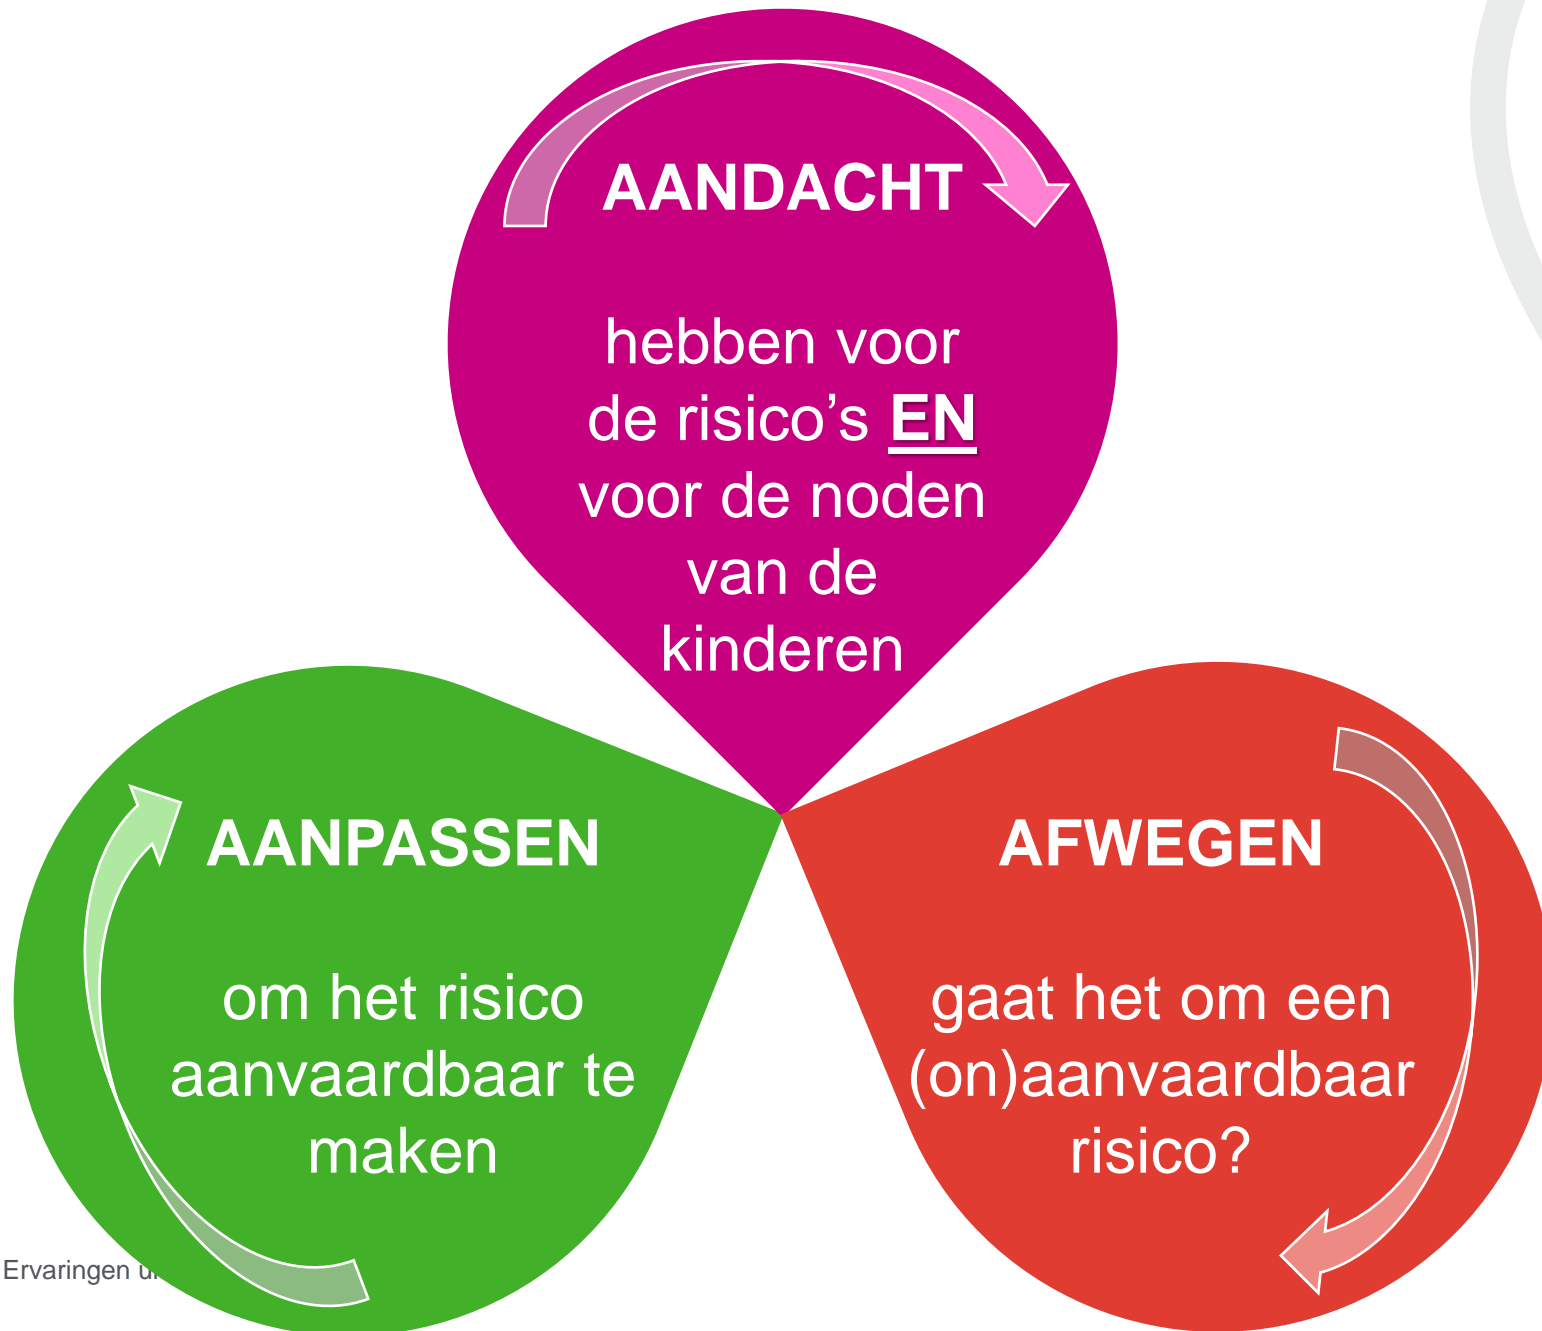 AANDACHT
hebben voor
de risico’s EN
voor de noden
van de
kinderen
AANPASSEN
om het risico
aanvaardbaar te
maken
AFWEGEN
gaat het om een
(on)aanvaardbaar
risico?
Ervaringen